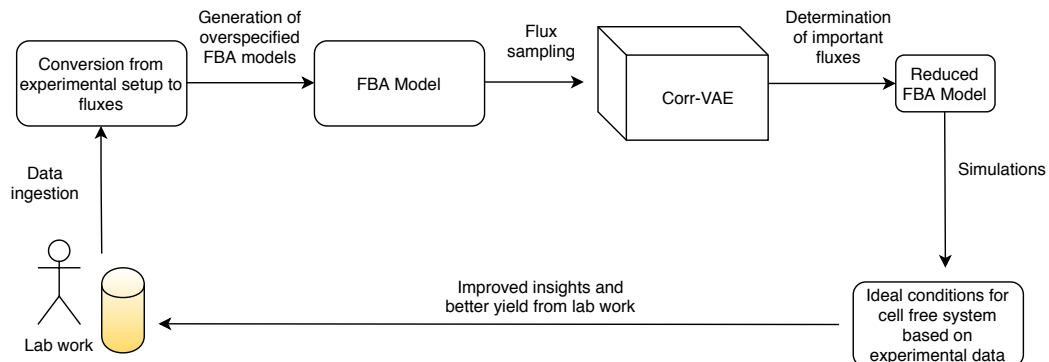 Generation of
overspecified
FBA models
Flux
sampling
Determination
of important
fluxes
Conversion from
experimental setup to
fluxes
FBA Model
Corr-VAE
Reduced
FBA Model
Data
ingestion
Simulations
Improved insights and
better yield from lab work
Lab work
Ideal conditions for
cell free system
based on
experimental data